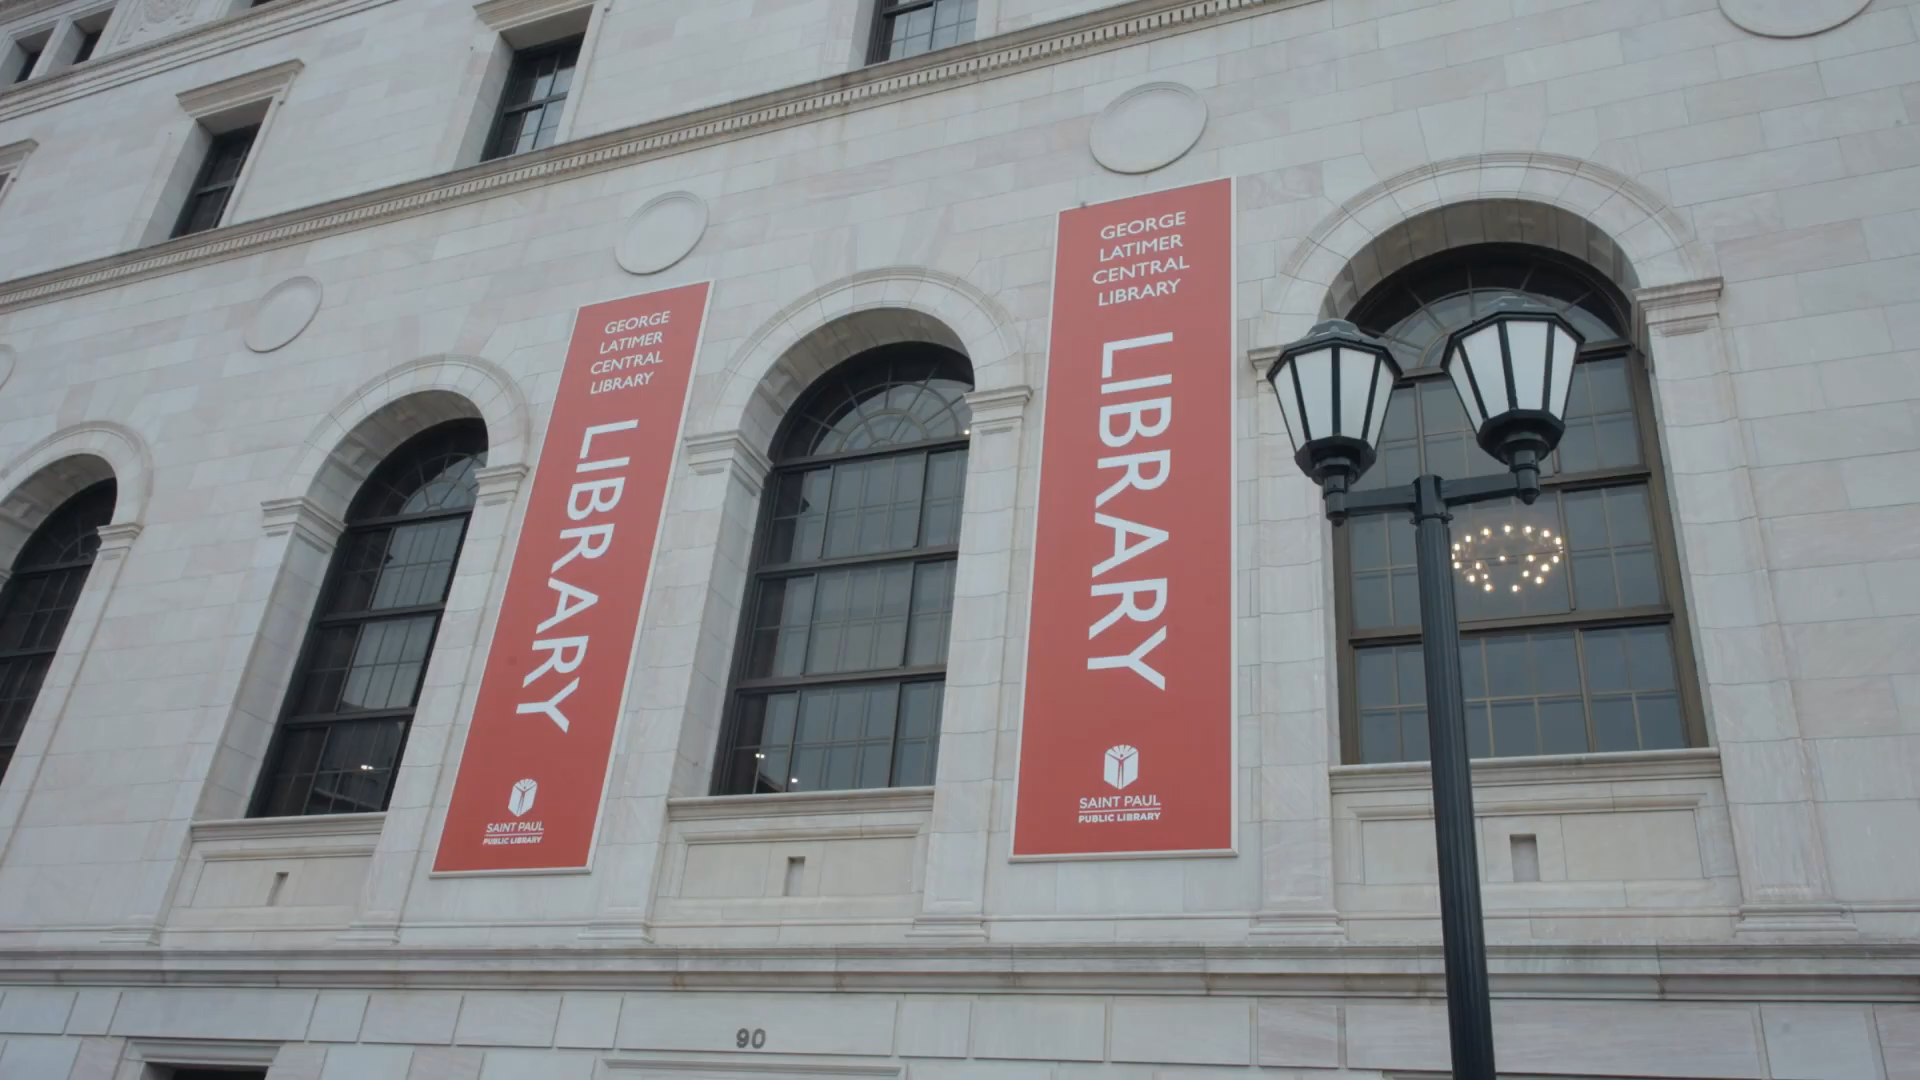 GEORGE
LATIMER
CENTRAL
LIBRARY
LIBRARY
SAINT PAUL
PUBLIC LIBRARY
GEORGE
LATIMER
CENTRAL
LIBRARY
LIBRARY
SAINT PAUL
PUBLIC LIBRARY
90